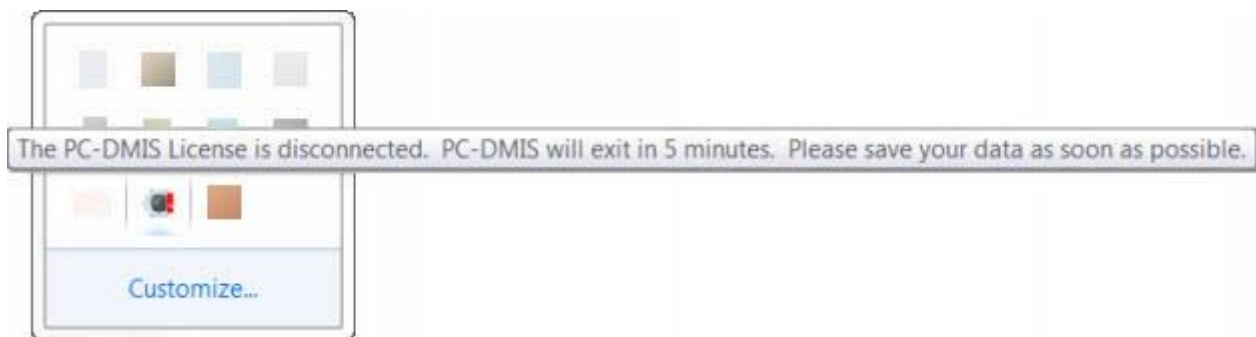 The PC-DMIS License is disconnected.  PC-DMIS will exit in 5 minutes.  Please save your data as soon as possible.
Customize...